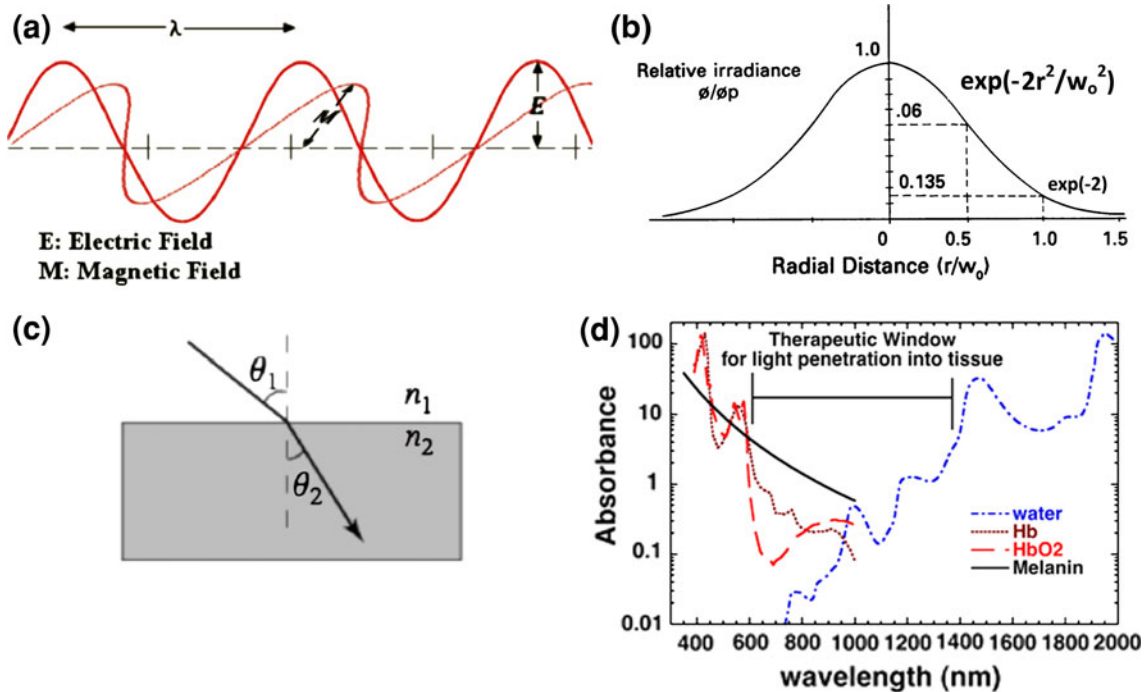 (a)
λ
E
M
E: Electric Field
M: Magnetic Field
(b)
1.0
Relative irradiance
ø/øp
exp(-2r²/wₒ²)
.06
0.135
exp(-2)
0 0.5 1.0 1.5
Radial Distance (r/w₀)
(c)
θ₁
n₁
n₂
θ₂
(d)
Therapeutic Window
for light penetration into tissue
100
10
1
0.1
0.01
Absorbance
water
Hb
HbO2
Melanin
400 600 800 1000 1200 1400 1600 1800 2000
wavelength (nm)